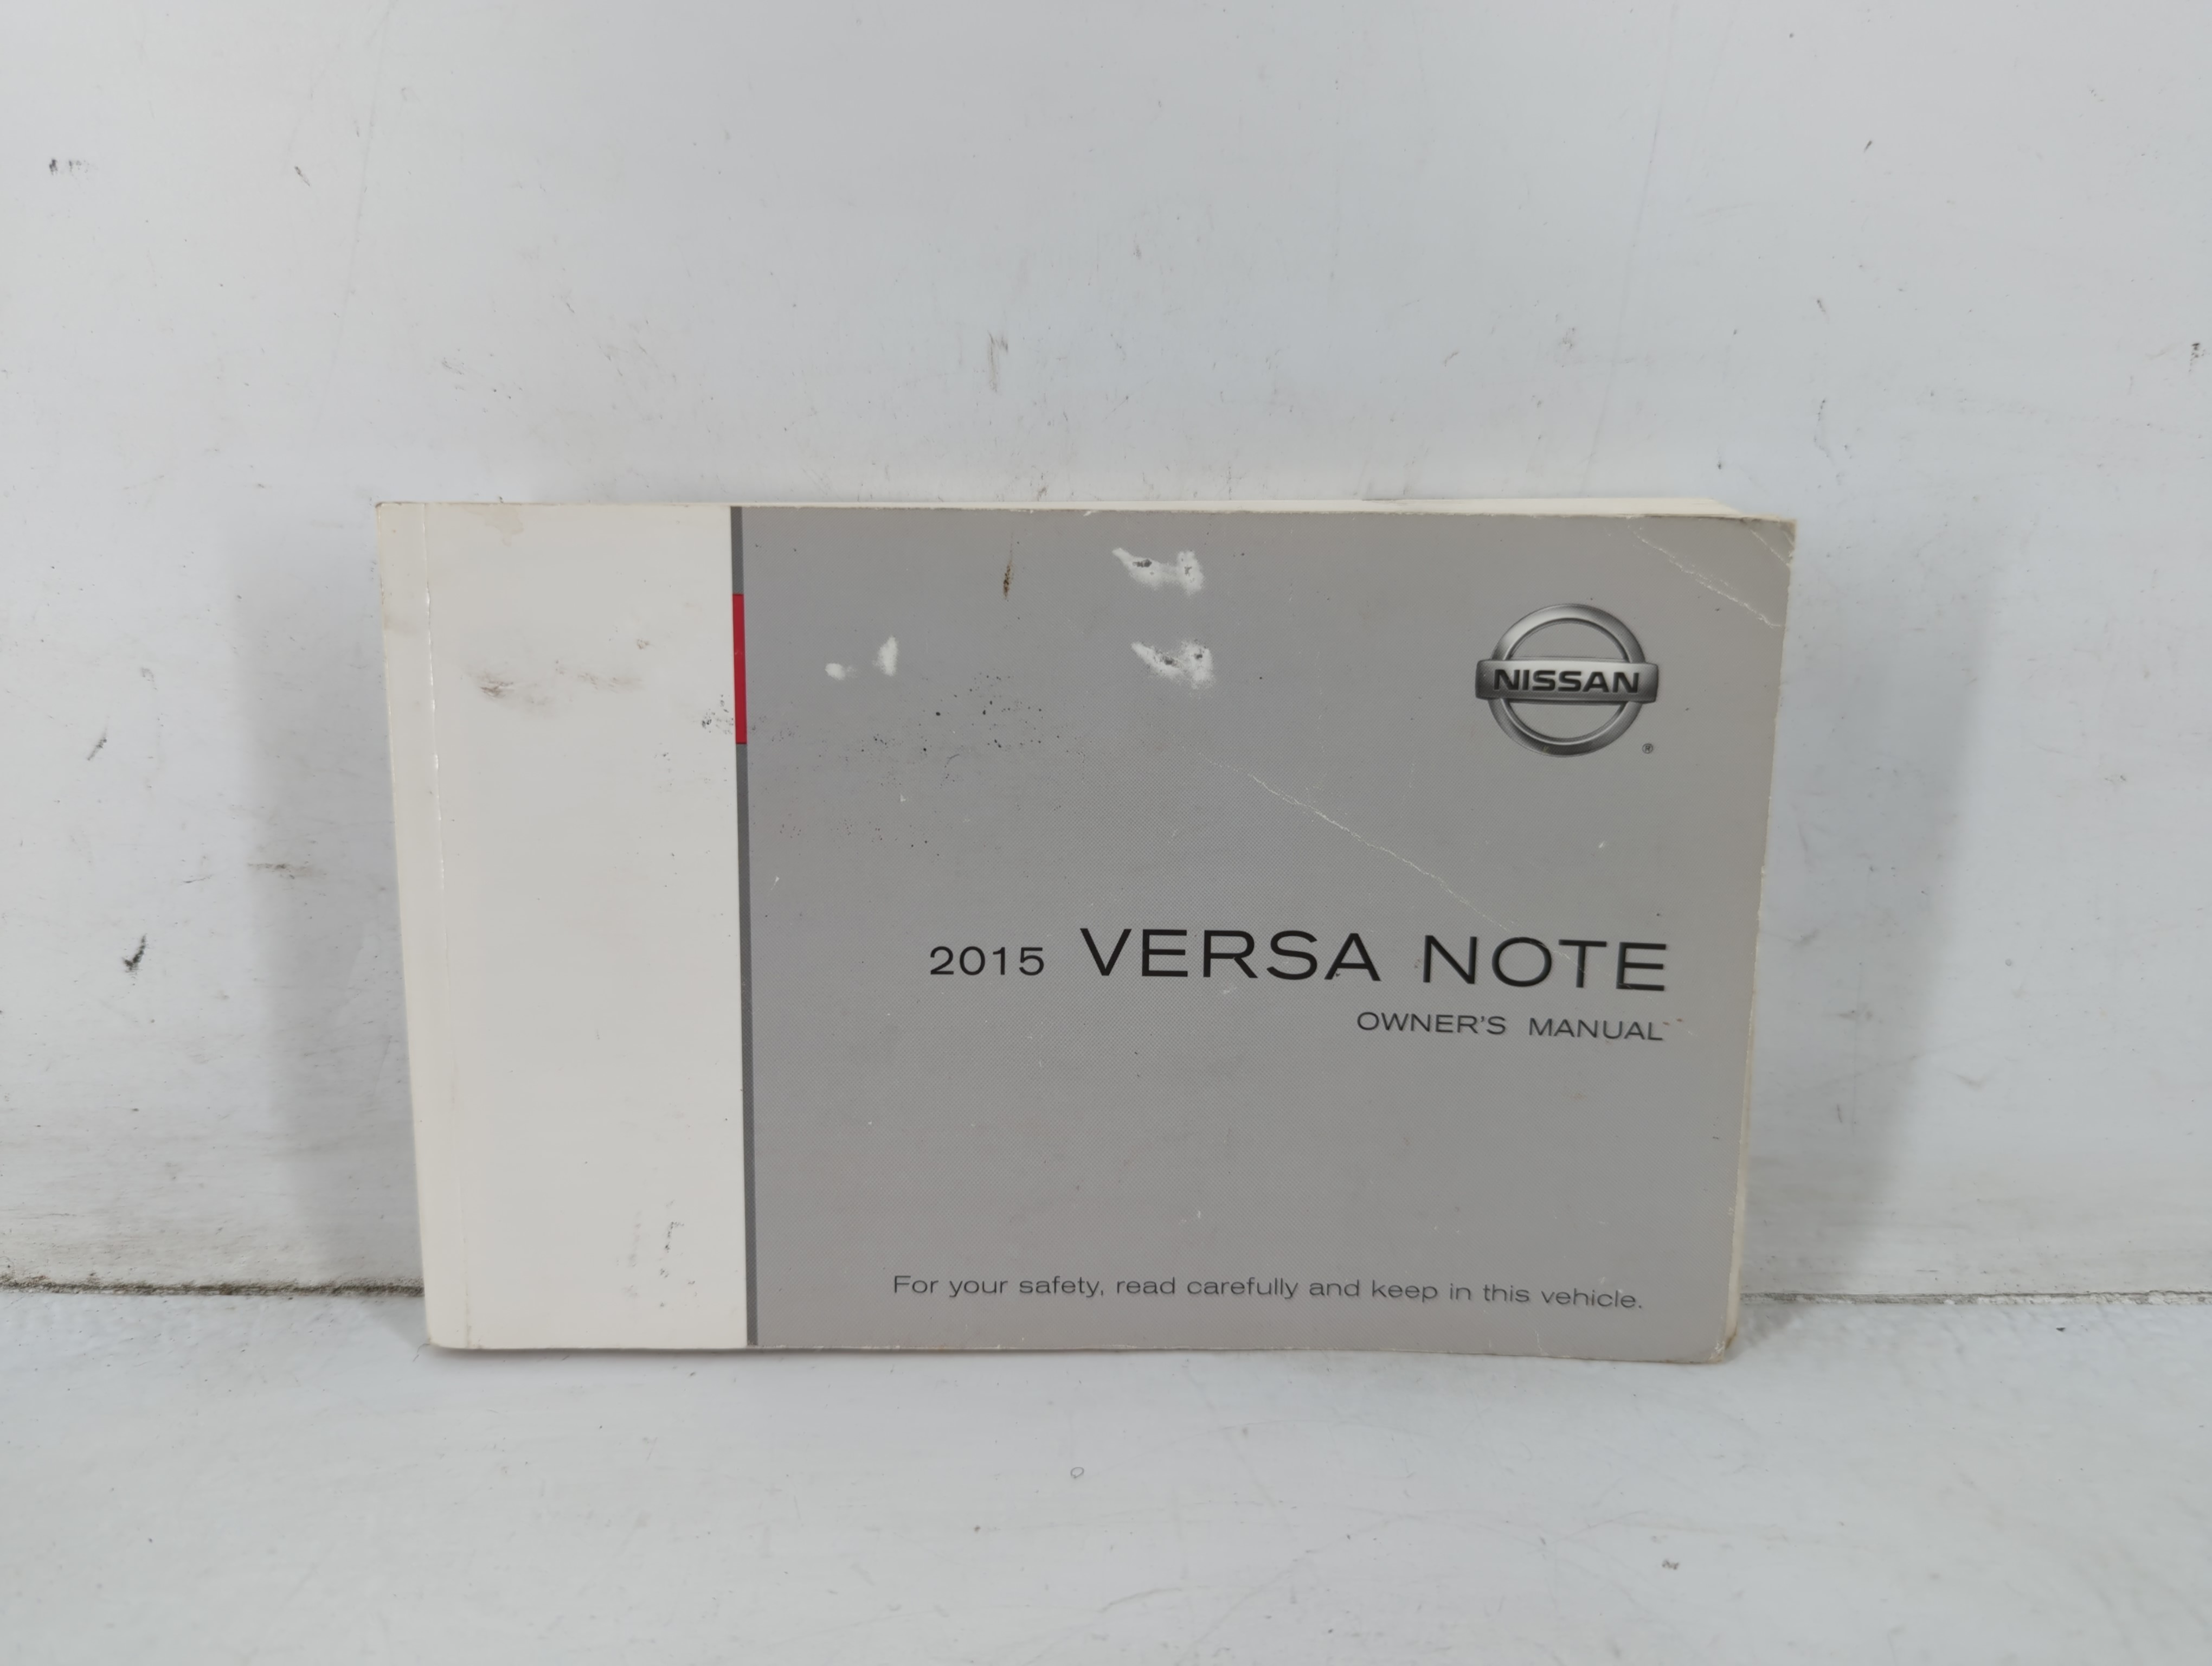 NISSAN
®
2015 VERSA NOTE
OWNER'S MANUAL
For your safety, read carefully and keep in this vehicle.